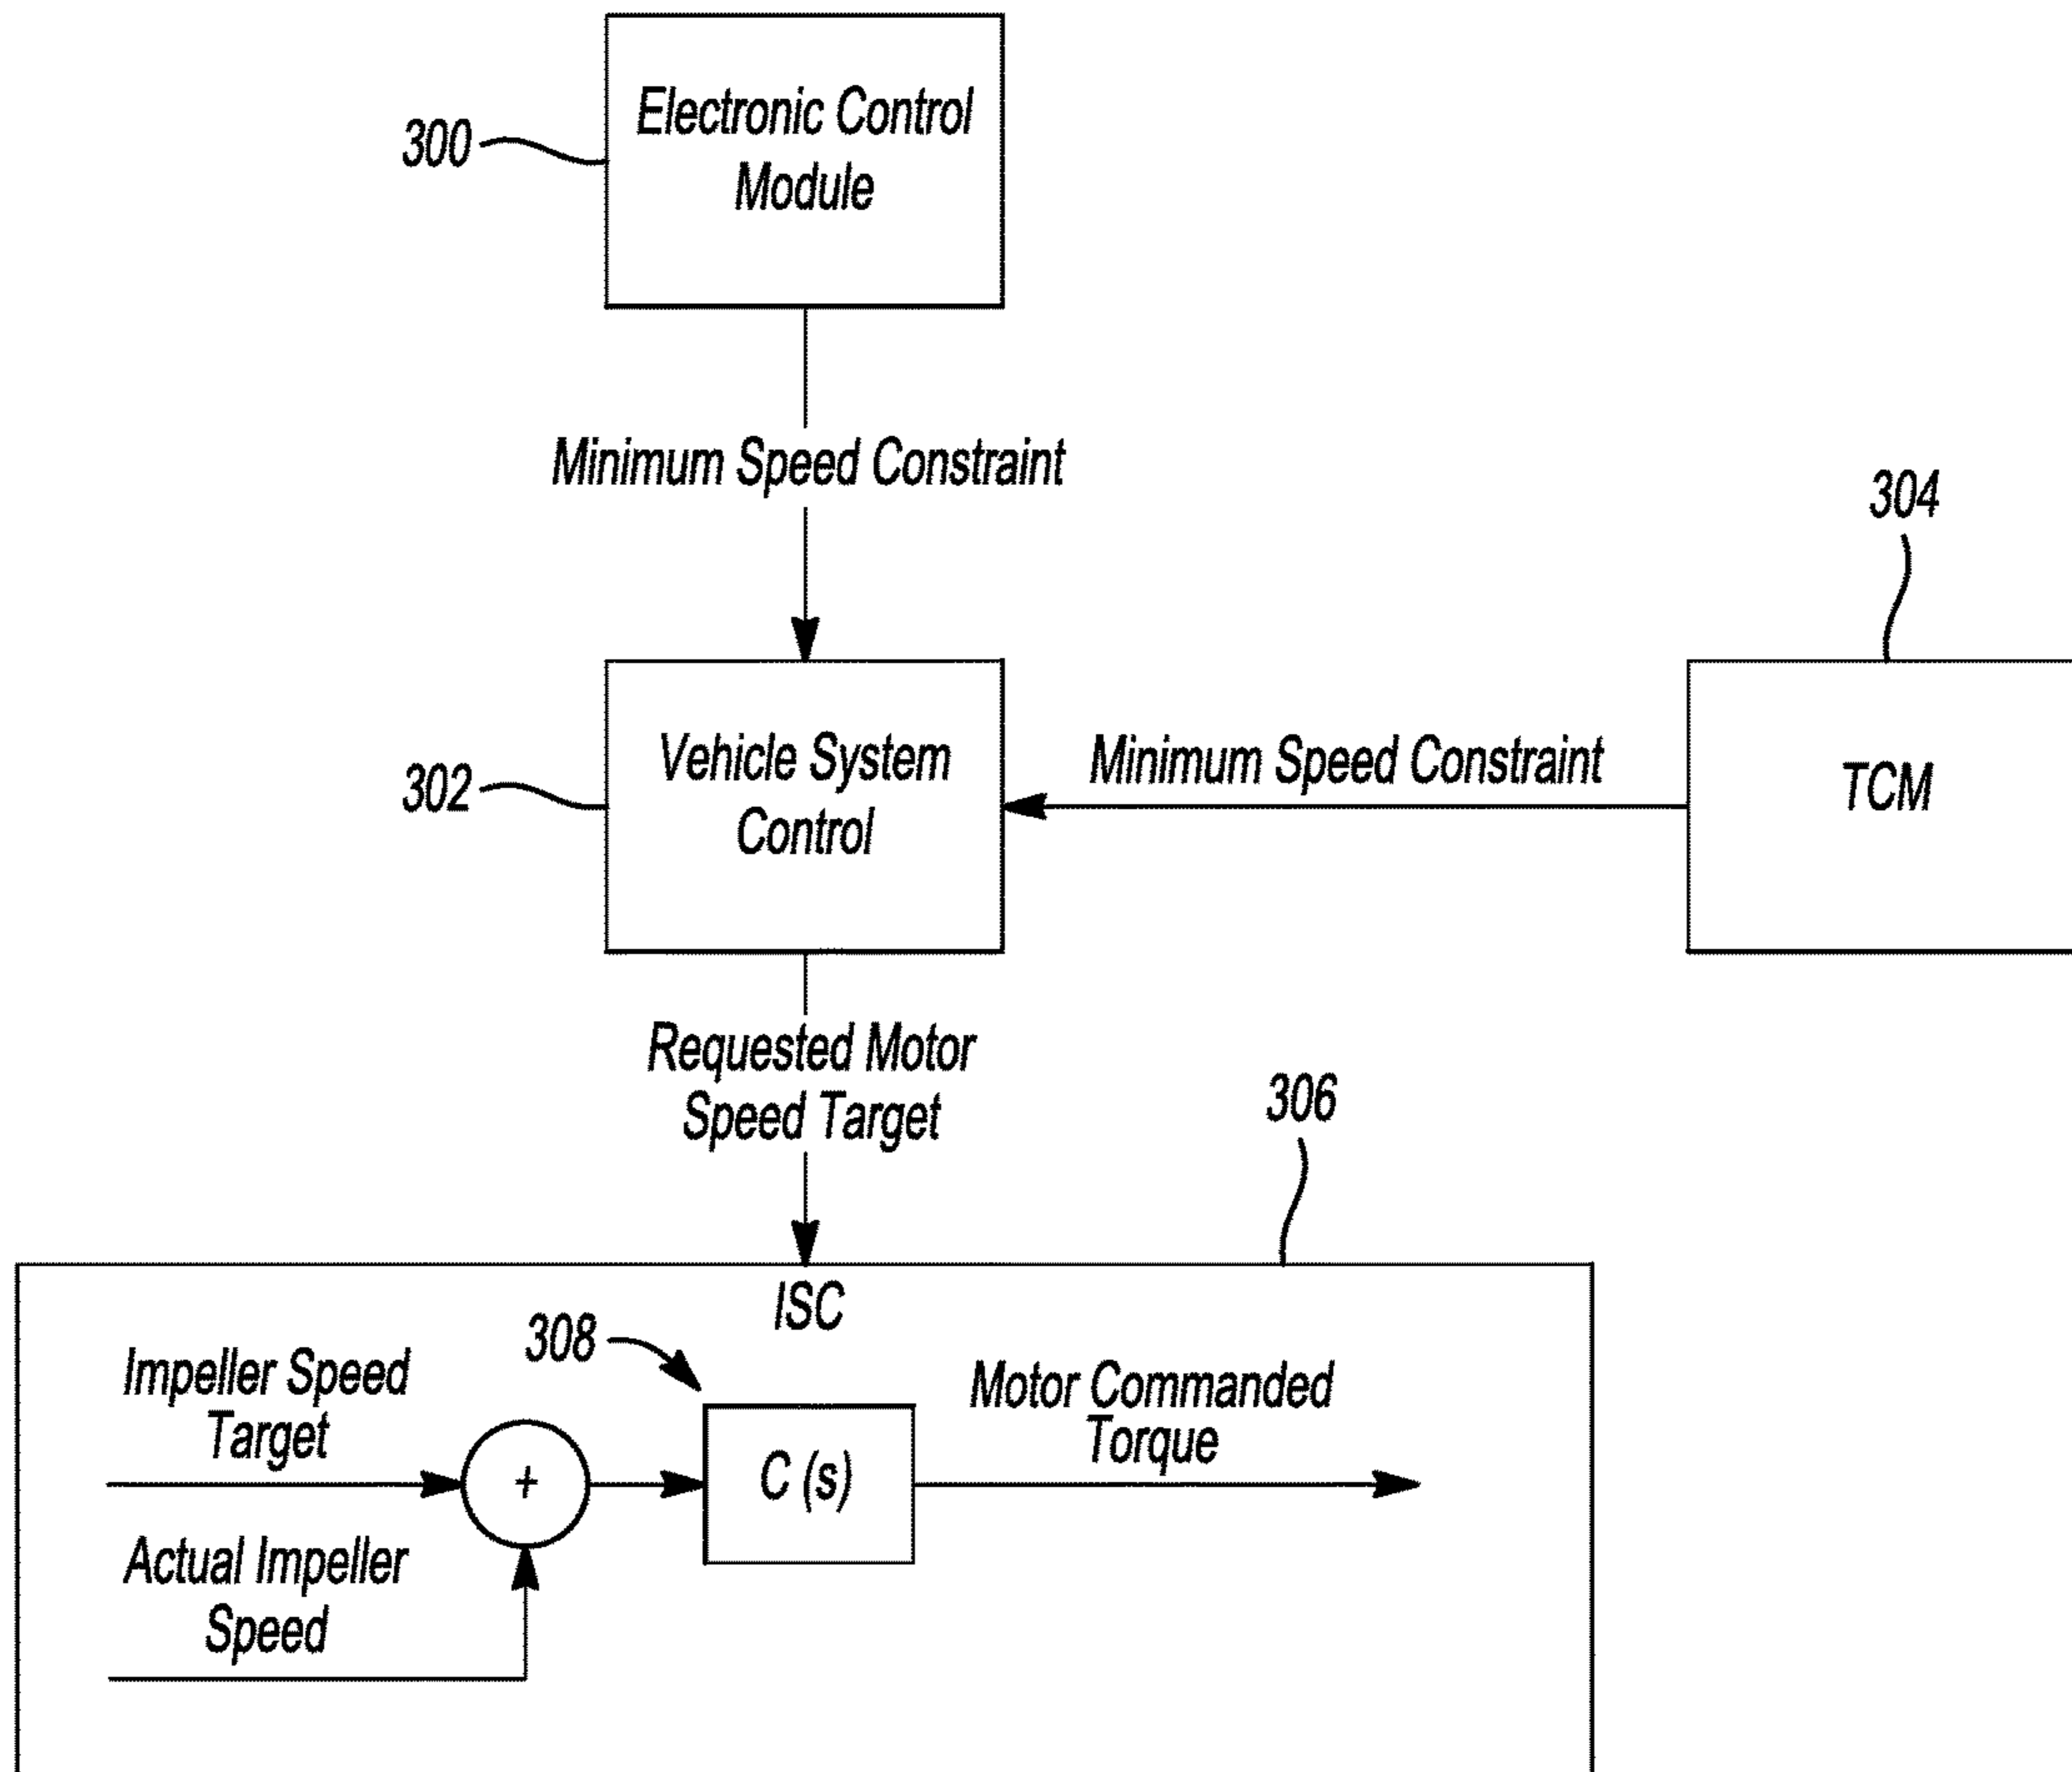 Electronic Control
Module
300
Minimum Speed Constraint
304
Vehicle System
Control
302
Minimum Speed Constraint
TCM
Requested Motor
Speed Target
306
ISC
308
Impeller Speed
Target
+
C (s)
Motor Commanded
Torque
Actual Impeller
Speed